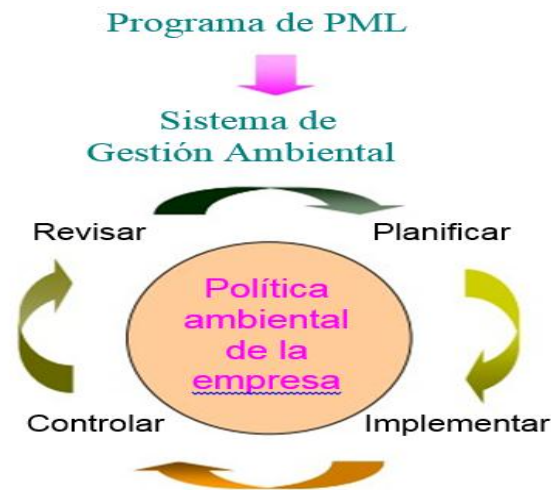 Programa de PML
Sistema de
Gestión Ambiental
Revisar
Planificar
Política
ambiental
de la
empresa
Controlar
Implementar